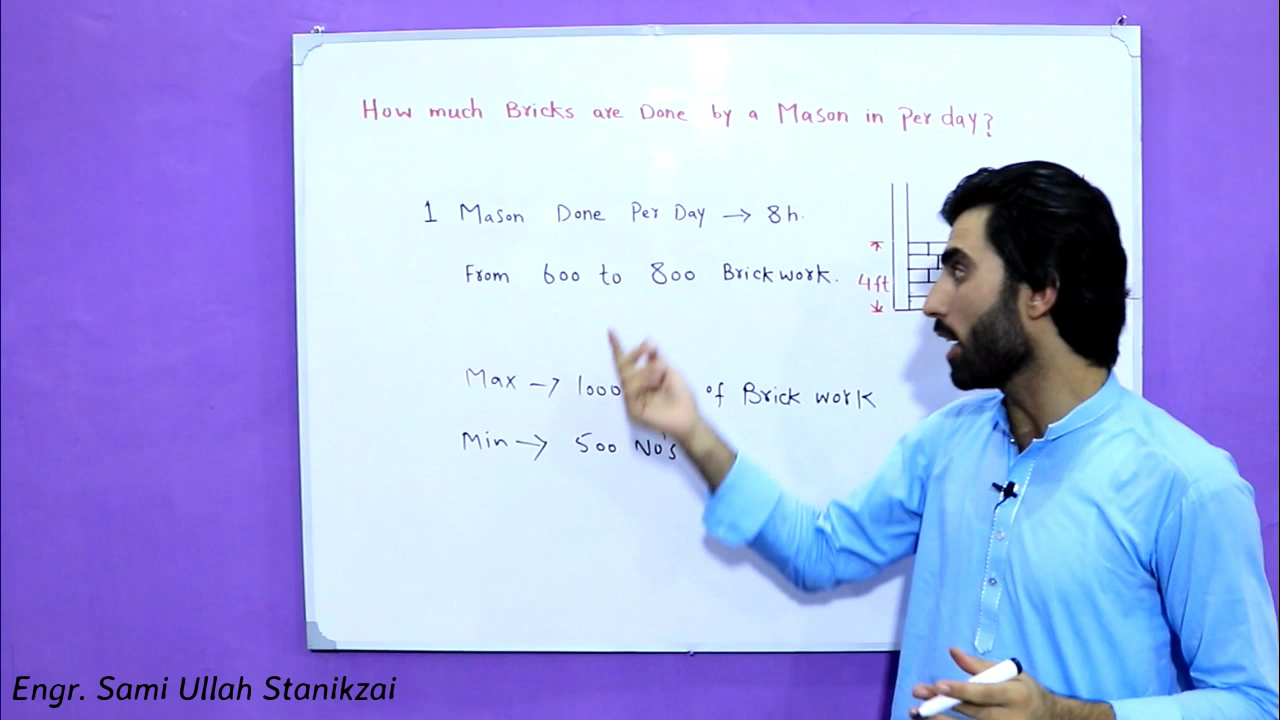 How much Bricks are Done by a Mason in per day?
1 Mason Done Per Day → 8h.
From 600 to 800 Brickwork.
4ft
Max → 1000 of Brick work
Min → 500 No's
Engr. Sami Ullah Stanikzai